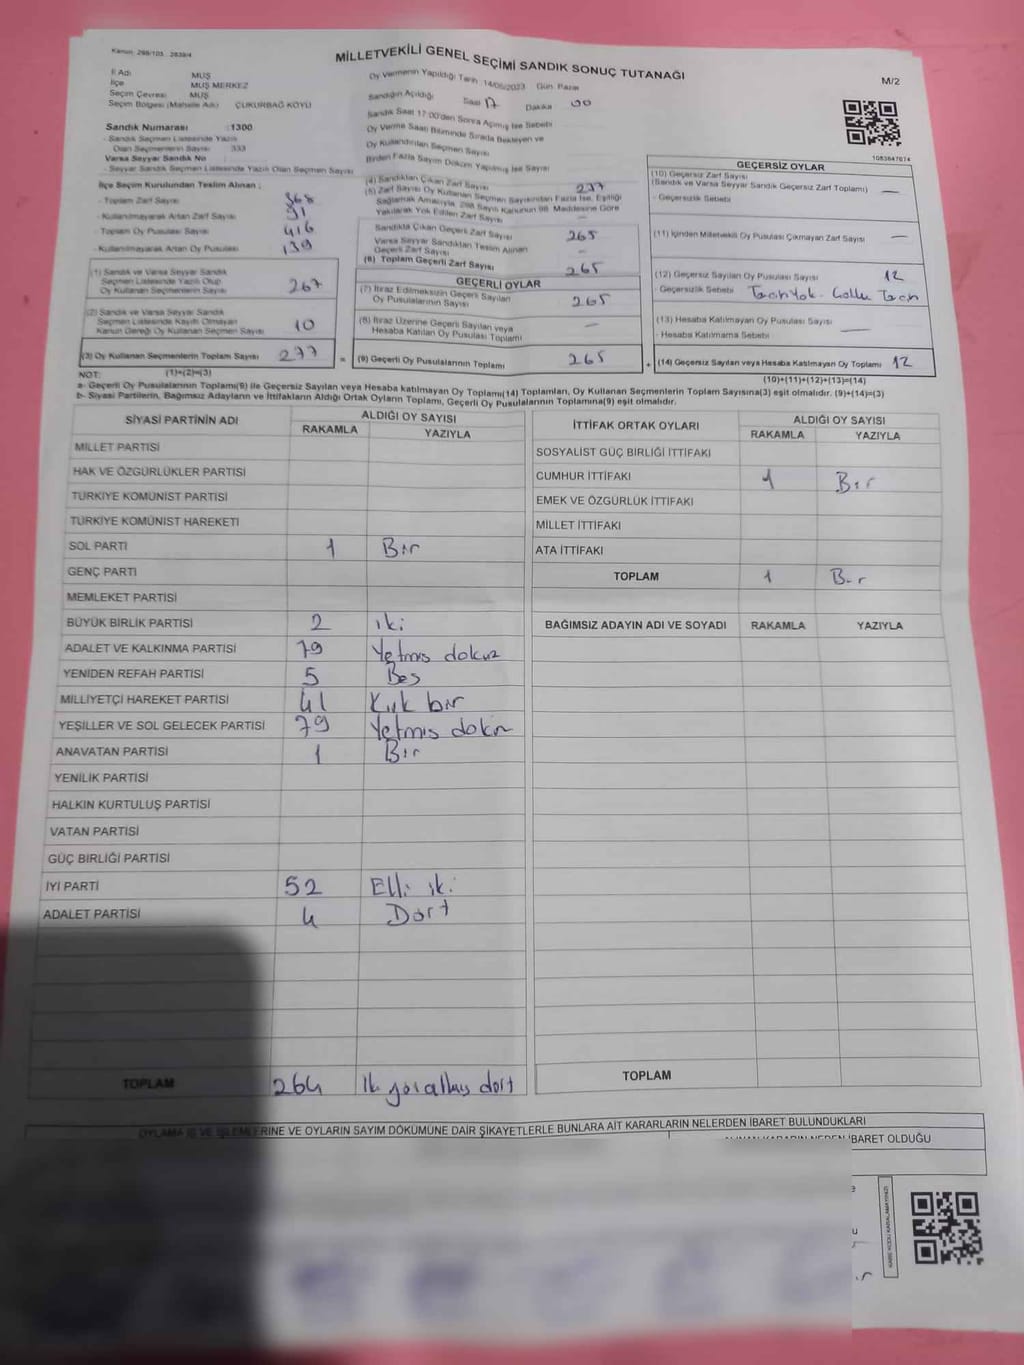 Kanun: 298/105 2839/4
MİLLETVEKİLİ GENEL SEÇİMİ SANDIK SONUÇ TUTANAĞI
M/2
İl Adı MUŞ
İlçe MUŞ MERKEZ
Seçim Çevresi MUŞ
Seçim Bölgesi (Mahalle Adı) ÇUKURBAĞ KÖYÜ
Sandık Numarası : 1300
- Sandık Seçmen Listesinde Yazılı
Olan Seçmenlerin Sayısı 333
Varsa Seyyar Sandık No
- Seyyar Sandık Seçmen Listesinde Yazılı Olan Seçmen Sayısı
Oy Vermenin Yapıldığı Tarih 14/05/2023 Gün Pazar
Sandığın Açıldığı Saat 17 Dakika 00
Sandık Saat 17:00'den Sonra Açılmış İse Sebebi
Oy Verme Saati Bitiminde Sırada Bekleyen ve
Oy Kullandırılan Seçmen Sayısı
Birden Fazla Sayım Döküm Yapılmış İse Sayısı
1083647674
İlçe Seçim Kurulundan Teslim Alınan :
- Toplam Zarf Sayısı 368
- Kullanılmayarak Artan Zarf Sayısı 91
- Toplam Oy Pusulası Sayısı 416
- Kullanılmayarak Artan Oy Pusulası 139
(4) Sandıktan Çıkan Zarf Sayısı 277
(5) Zarf Sayısı Oy Kullanan Seçmen Sayısından Fazla İse, Eşitliği
Sağlamak Amacıyla, 298 Sayılı Kanunun 98. Maddesine Göre
Yakılarak Yok Edilen Zarf Sayısı —
Sandıkta Çıkan Geçerli Zarf Sayısı 265
Varsa Seyyar Sandıktan Teslim Alınan
Geçerli Zarf Sayısı —
(6) Toplam Geçerli Zarf Sayısı 265
GEÇERSİZ OYLAR
(10) Geçersiz Zarf Sayısı
(Sandık ve Varsa Seyyar Sandık Geçersiz Zarf Toplamı) —
- Geçersizlik Sebebi
(11) İçinden Milletvekili Oy Pusulası Çıkmayan Zarf Sayısı —
(12) Geçersiz Sayılan Oy Pusulası Sayısı 12
- Geçersizlik Sebebi
(13) Hesaba Katılmayan Oy Pusulası Sayısı —
- Hesaba Katılmama Sebebi
(14) Geçersiz Sayılan veya Hesaba Katılmayan Oy Toplamı 12
(10)+(11)+(12)+(13)=(14)
(1) Sandık ve Varsa Seyyar Sandık
Seçmen Listesinde Yazılı Olup
Oy Kullanan Seçmenlerin Sayısı 267
(2) Sandık ve Varsa Seyyar Sandık
Seçmen Listesinde Kayıtlı Olmayan
Kanun Gereği Oy Kullanan Seçmen Sayısı 10
(3) Oy Kullanan Seçmenlerin Toplam Sayısı 277
(1)+(2)=(3)
GEÇERLİ OYLAR
(7) İtiraz Edilmeksizin Geçerli Sayılan
Oy Pusulalarının Sayısı 265
(8) İtiraz Üzerine Geçerli Sayılan veya
Hesaba Katılan Oy Pusulası Toplamı —
= (9) Geçerli Oy Pusulalarının Toplamı 265 +
NOT:
a- Geçerli Oy Pusulalarının Toplamı(9) ile Geçersiz Sayılan veya Hesaba katılmayan Oy Toplamı(14) Toplamları, Oy Kullanan Seçmenlerin Toplam Sayısına(3) eşit olmalıdır. (9)+(14)=(3)
b- Siyasi Partilerin, Bağımsız Adayların ve İttifakların Aldığı Ortak Oyların Toplamı, Geçerli Oy Pusulalarının Toplamına(9) eşit olmalıdır.
SİYASİ PARTİNİN ADI ALDIĞI OY SAYISI
RAKAMLA YAZIYLA
MİLLET PARTİSİ
HAK VE ÖZGÜRLÜKLER PARTİSİ
TÜRKİYE KOMÜNİST PARTİSİ
TÜRKİYE KOMÜNİST HAREKETİ
SOL PARTİ 1 Bir
GENÇ PARTİ
MEMLEKET PARTİSİ
BÜYÜK BİRLİK PARTİSİ 2 iki
ADALET VE KALKINMA PARTİSİ 79 Yetmiş dokuz
YENİDEN REFAH PARTİSİ 5 Beş
MİLLİYETÇİ HAREKET PARTİSİ 41 Kırk bir
YEŞİLLER VE SOL GELECEK PARTİSİ 79 Yetmiş dokuz
ANAVATAN PARTİSİ 1 Bir
YENİLİK PARTİSİ
HALKIN KURTULUŞ PARTİSİ
VATAN PARTİSİ
GÜÇ BİRLİĞİ PARTİSİ
İYİ PARTİ 52 Elli iki
ADALET PARTİSİ 4 Dört
TOPLAM 264 İki yüz altmış dört
İTTİFAK ORTAK OYLARI ALDIĞI OY SAYISI
RAKAMLA YAZIYLA
SOSYALİST GÜÇ BİRLİĞİ İTTİFAKI
CUMHUR İTTİFAKI 1 Bir
EMEK VE ÖZGÜRLÜK İTTİFAKI
MİLLET İTTİFAKI
ATA İTTİFAKI
TOPLAM 1 Bir
BAĞIMSIZ ADAYIN ADI VE SOYADI RAKAMLA YAZIYLA
TOPLAM
OYLAMA İŞ VE İŞLEMLERİNE VE OYLARIN SAYIM DÖKÜMÜNE DAİR ŞİKAYETLERLE BUNLARA AİT KARARLARIN NELERDEN İBARET BULUNDUKLARI
İBARET OLDUĞU
KARE KODU KARALAMAYINIZ!